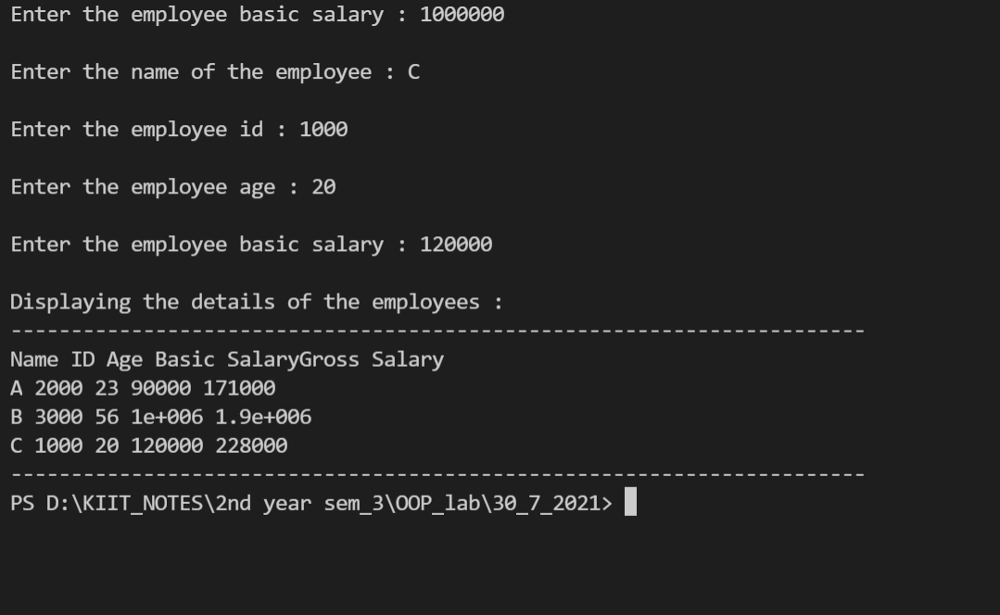 Enter the employee basic salary : 1000000
Enter the name of the employee : C
Enter the employee id : 1000
Enter the employee age : 20
Enter the employee basic salary : 120000
Displaying the details of the employees :
-----------------------------------------------------------------------
Name ID Age Basic SalaryGross Salary
A 2000 23 90000 171000
B 3000 56 1e+006 1.9e+006
C 1000 20 120000 228000
-----------------------------------------------------------------------
PS D:\KIIT_NOTES\2nd year sem_3\OOP_lab\30_7_2021>